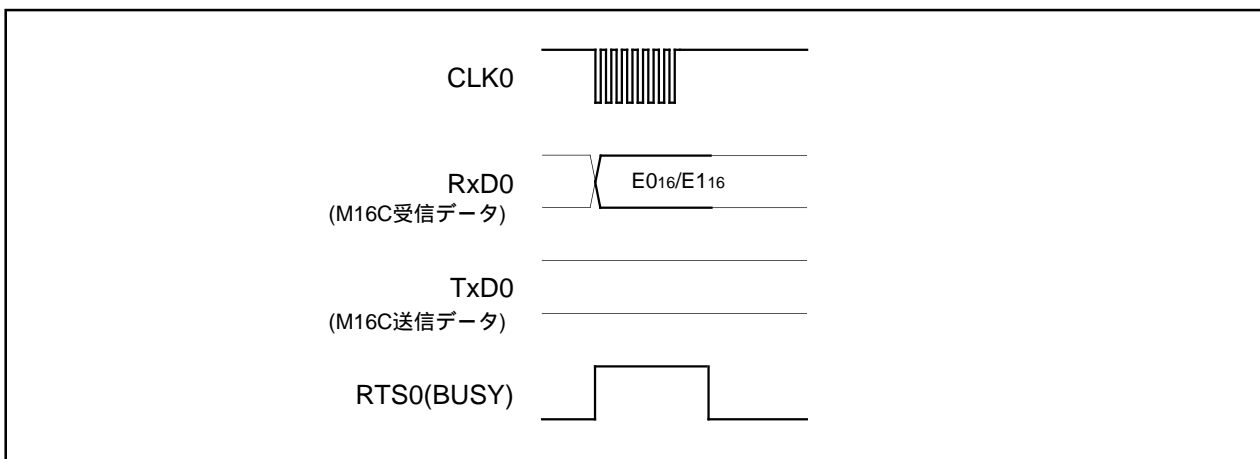 CLK0
RxD0
E016/E116
(M16C受信データ)
TxD0
(M16C送信データ)
RTS0(BUSY)